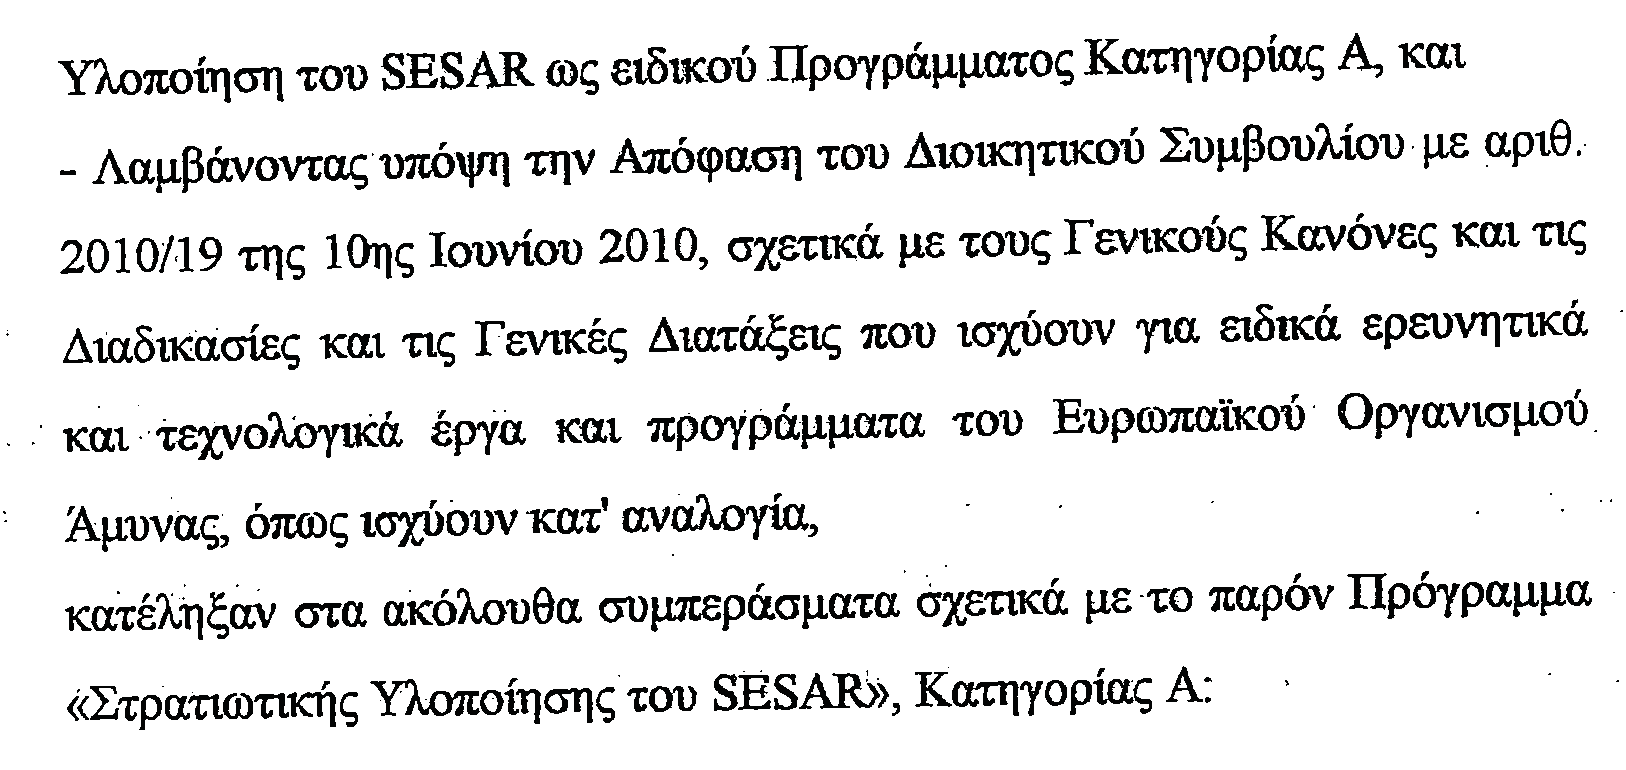 Υλοποίηση του SESAR ως ειδικού Προγράμματος Κατηγορίας Α, και
- Λαμβάνοντας υπόψη την Απόφαση του Διοικητικού Συμβουλίου με αριθ.
2010/19 της 10ης Ιουνίου 2010, σχετικά με τους Γενικούς Κανόνες και τις
Διαδικασίες και τις Γενικές Διατάξεις που ισχύουν για ειδικά ερευνητικά
και τεχνολογικά έργα και προγράμματα του Ευρωπαϊκού Οργανισμού
Άμυνας, όπως ισχύουν κατ' αναλογία,
κατέληξαν στα ακόλουθα συμπεράσματα σχετικά με το παρόν Πρόγραμμα
«Στρατιωτικής Υλοποίησης του SESAR», Κατηγορίας Α: